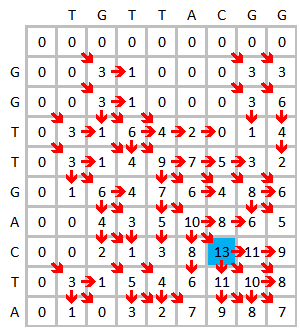 T G T T A C G G
0 0 0 0 0 0 0 0 0
G 0 0 3 1 0 0 0 3 3
G 0 0 3 1 0 0 0 3 6
T 0 3 1 6 4 2 0 1 4
T 0 3 1 4 9 7 5 3 2
G 0 1 6 4 7 6 4 8 6
A 0 0 4 3 5 10 8 6 5
C 0 0 2 1 3 8 13 11 9
T 0 3 1 5 4 6 11 10 8
A 0 1 0 3 2 7 9 8 7